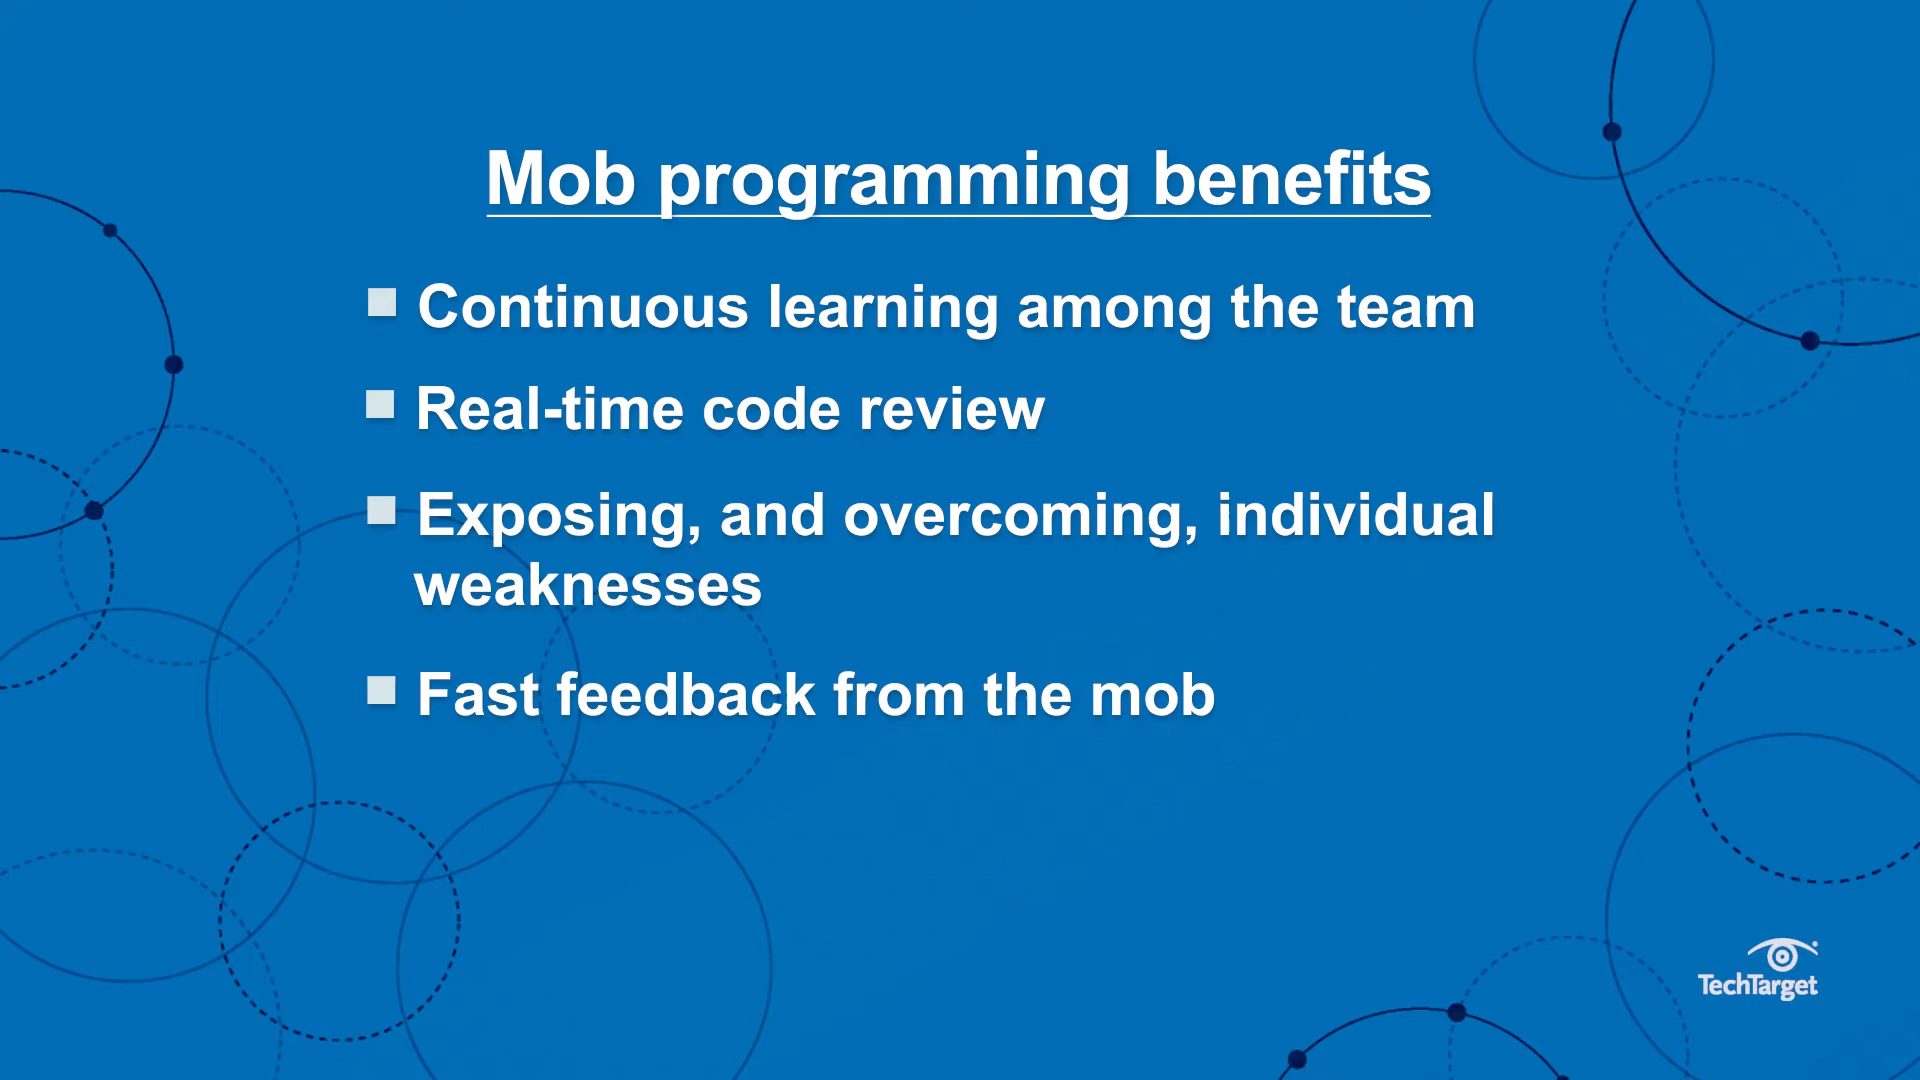 Mob programming benefits
Continuous learning among the team
Real-time code review
Exposing, and overcoming, individual
weaknesses
Fast feedback from the mob
TechTarget